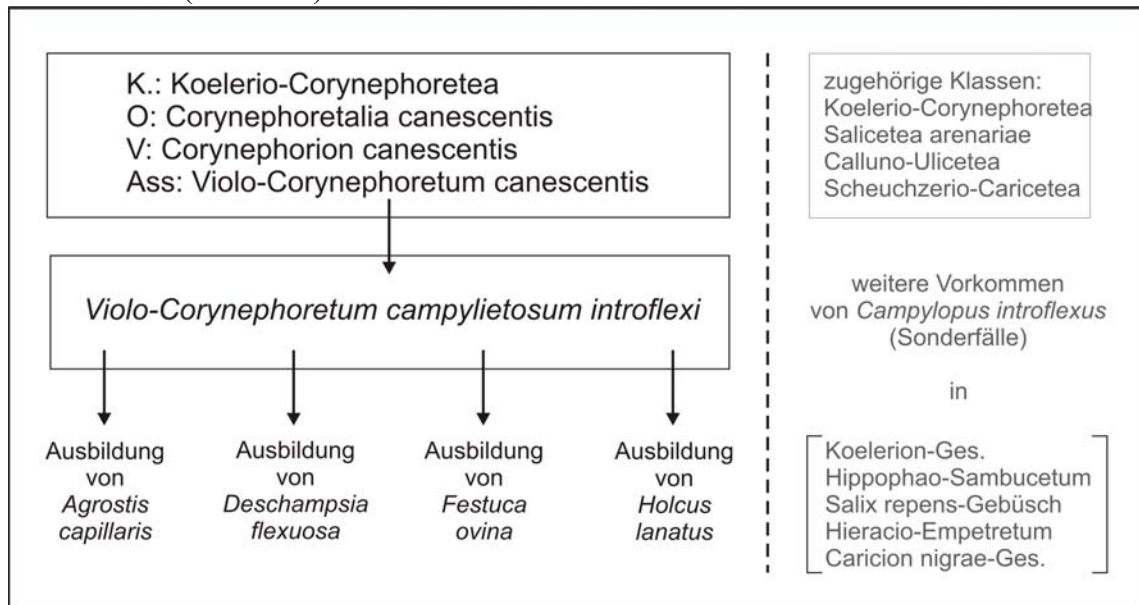 K.: Koelerio-Corynephoretea
O: Corynephoretalia canescentis
V: Corynephorion canescentis
Ass: Violo-Corynephoretum canescentis
Violo-Corynephoretum campylietosum introflexi
Ausbildung
von
Agrostis
capillaris
Ausbildung
von
Deschampsia
flexuosa
Ausbildung
von
Festuca
ovina
Ausbildung
von
Holcus
lanatus
zugehörige Klassen:
Koelerio-Corynephoretea
Salicetea arenariae
Calluno-Ulicetea
Scheuchzerio-Caricetea
weitere Vorkommen
von Campylopus introflexus
(Sonderfälle)
in
Koelerion-Ges.
Hippophao-Sambucetum
Salix repens-Gebüsch
Hieracio-Empetretum
Caricion nigrae-Ges.